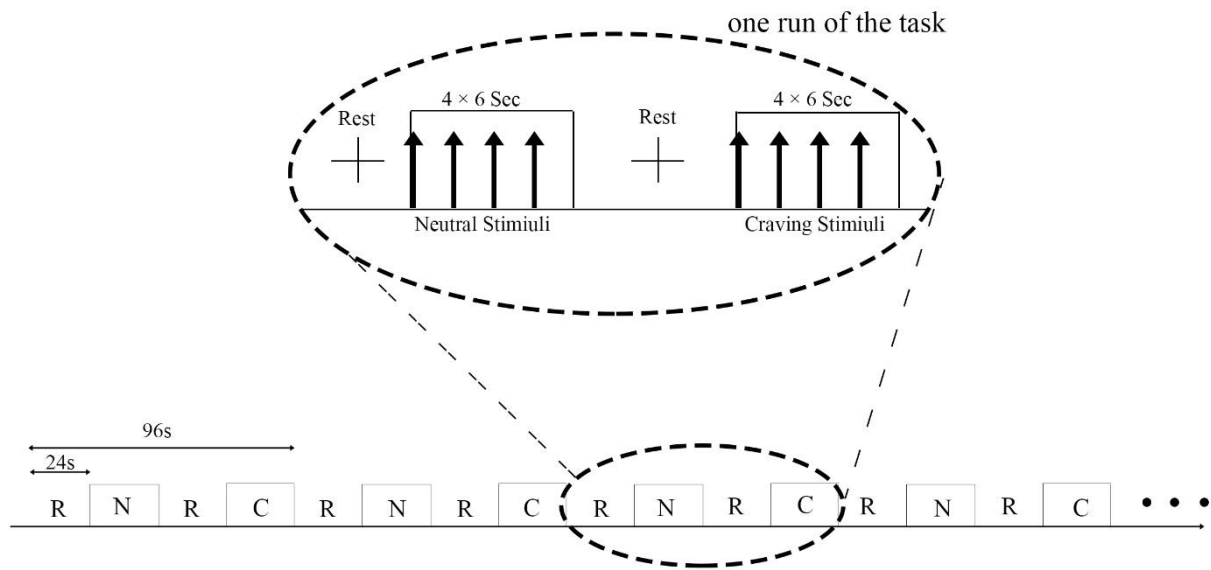 one run of the task
4 × 6 Sec 4 × 6 Sec
Rest Rest
Neutral Stimiuli Craving Stimiuli
96s
24s
R N R C R N R C R N R C R N R C